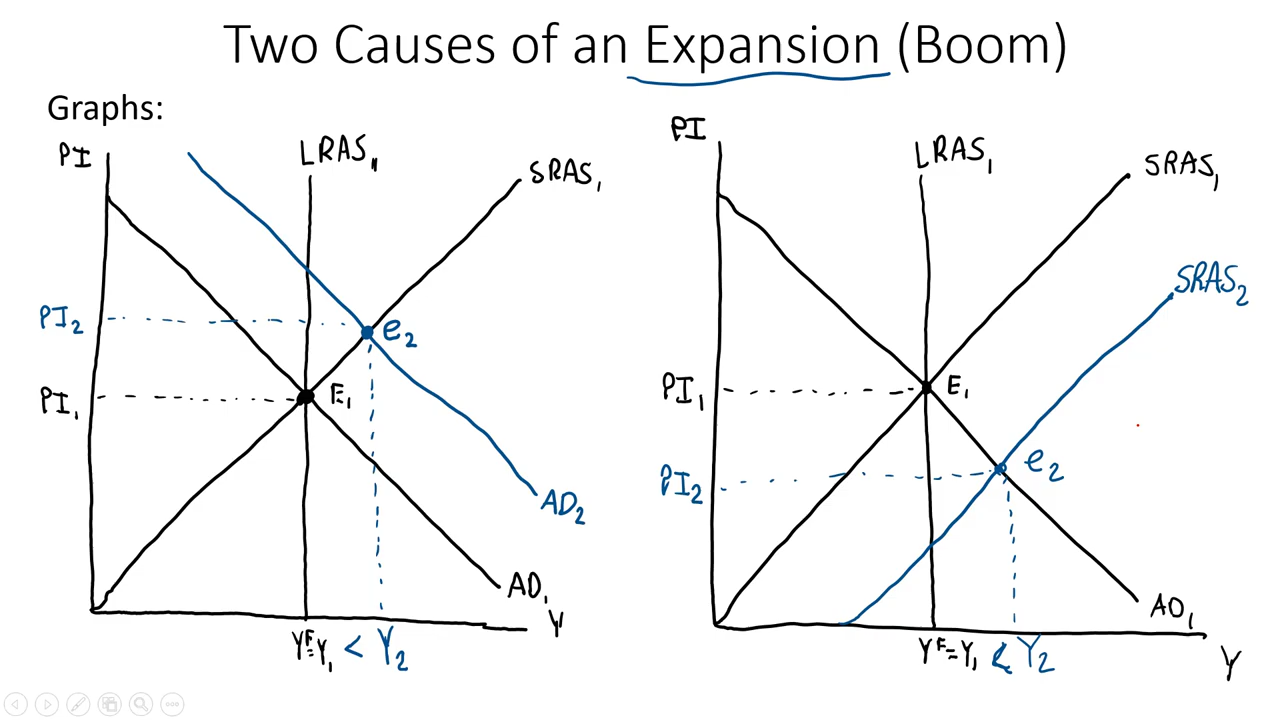 Two Causes of an Expansion (Boom)
Graphs:
PI
LRAS₁
SRAS₁
PI₂
e₂
PI₁
E₁
AD₂
AD₁
Y
Yᶠ=Y₁ < Y₂
PI
LRAS₁
SRAS₁
SRAS₂
PI₁
E₁
PI₂
e₂
AD₁
Yᶠ=Y₁ < Y₂
Y